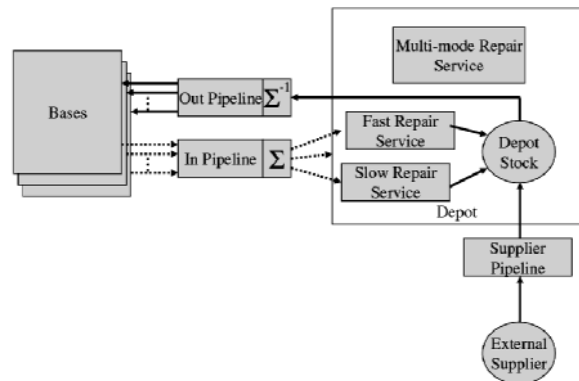 Multi-mode Repair
Service
Out Pipeline Σ⁻¹
Bases
Fast Repair
Service
In Pipeline Σ
Depot
Stock
Slow Repair
Service
Depot
Supplier
Pipeline
External
Supplier